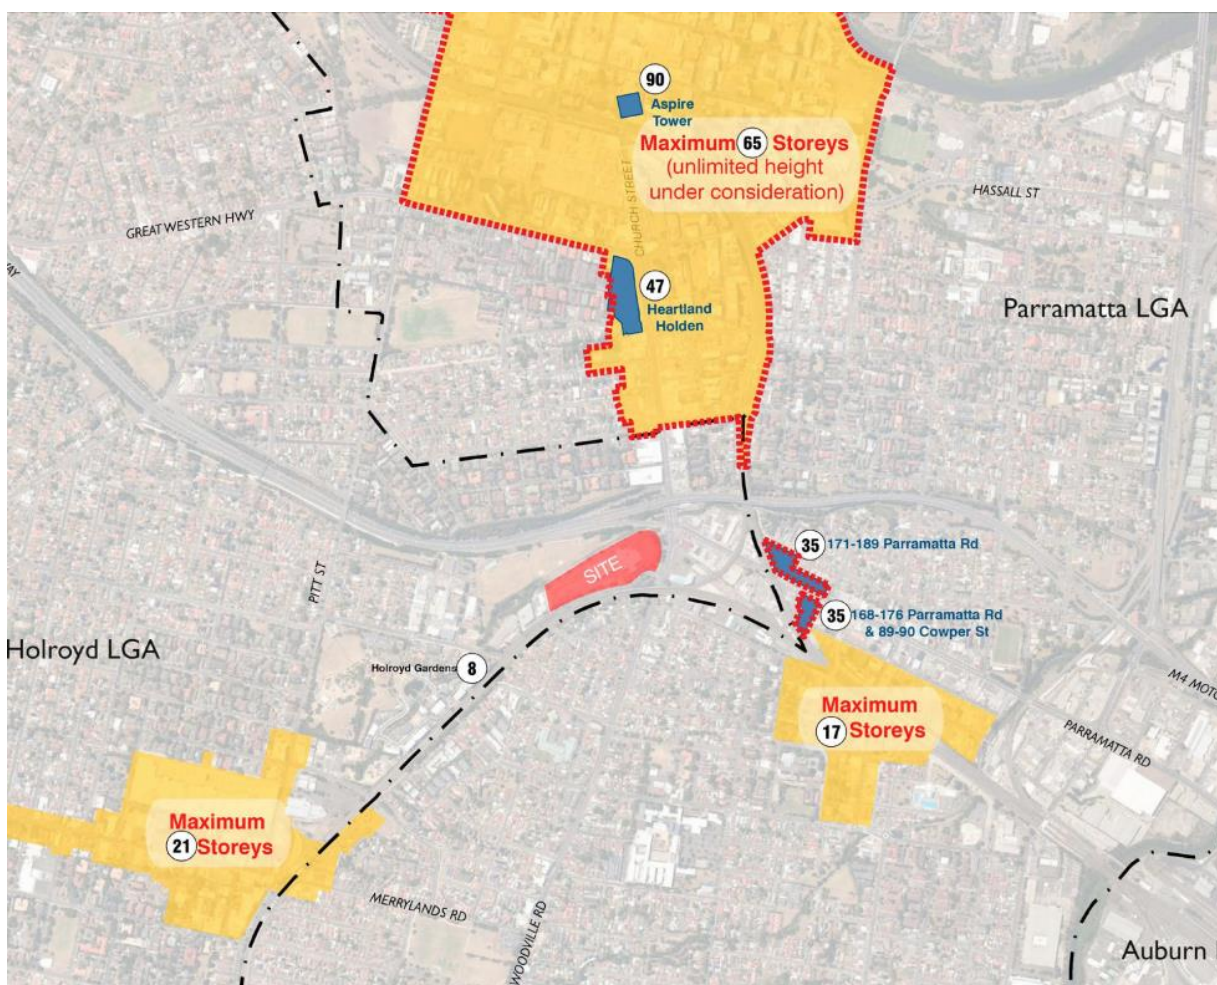 90
Aspire
Tower
Maximum 65 Storeys
(unlimited height
under consideration)
CHURCH STREET
HASSALL ST
GREAT WESTERN HWY
WAY
47
Heartland
Holden
Parramatta LGA
35 171-189 Parramatta Rd
SITE
PITT ST
35 168-176 Parramatta Rd
& 89-90 Cowper St
Holroyd LGA
Holroyd Gardens 8
M4 MOTO
Maximum
17 Storeys
PARRAMATTA RD
Maximum
21 Storeys
MERRYLANDS RD
WOODVILLE RD
Auburn